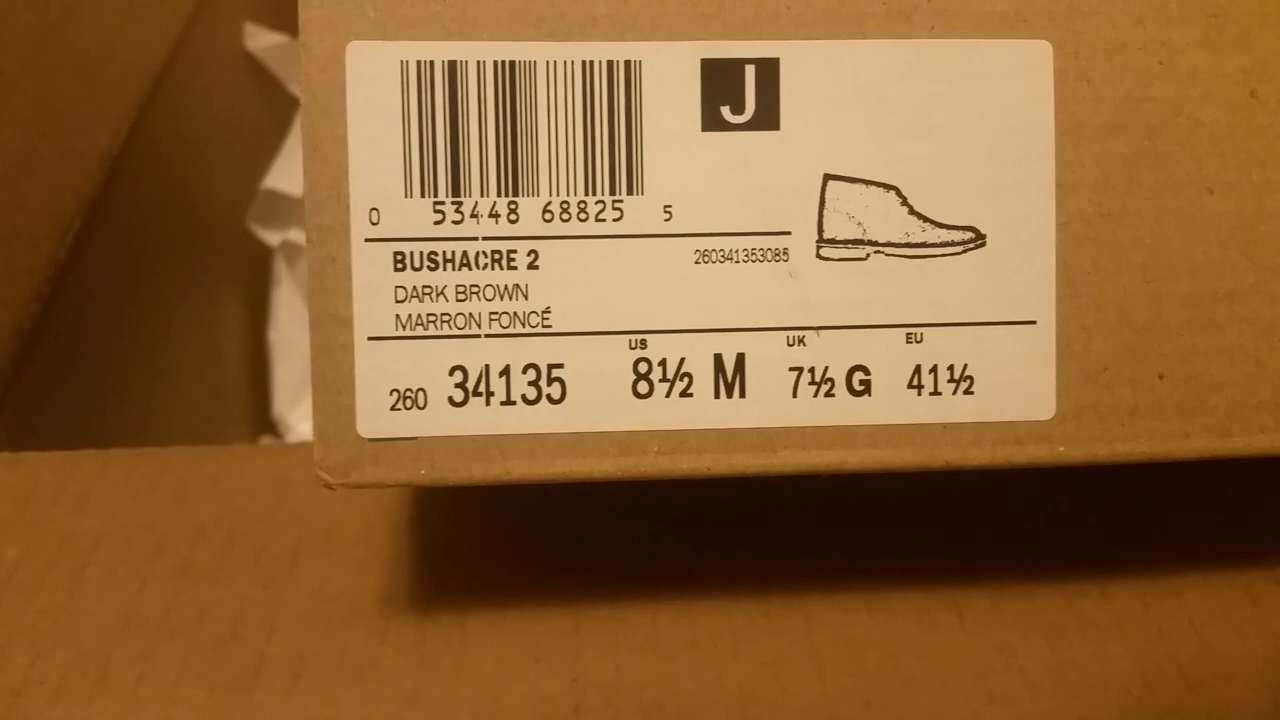 J
0 53448 68825 5
BUSHACRE 2 260341353085
DARK BROWN
MARRON FONCÉ
US UK EU
260 34135 8½ M 7½ G 41½